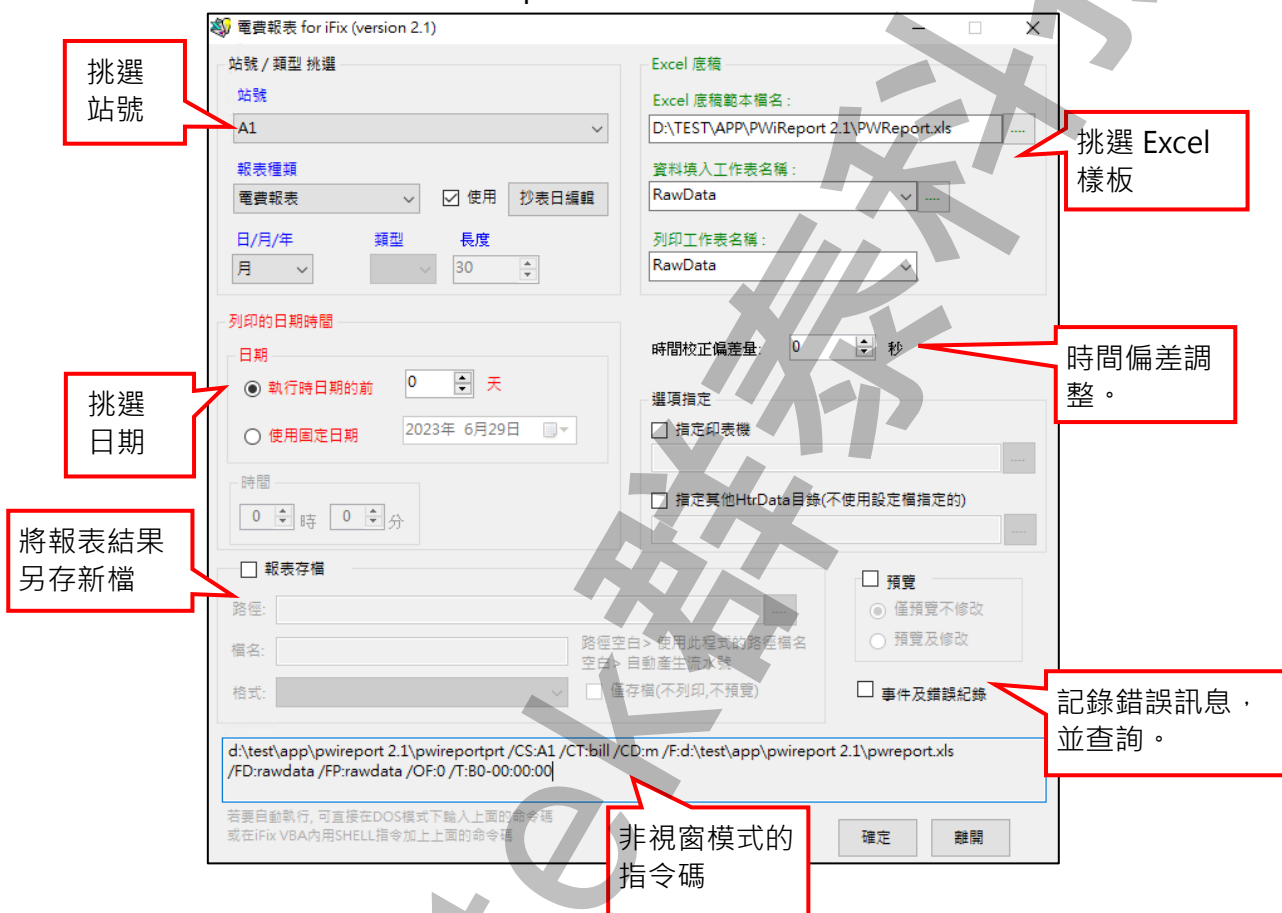 電費報表 for iFix (version 2.1)
挑選
站號
站號 / 類型 挑選
站號
A1
報表種類
電費報表
使用
抄表日編輯
日/月/年
類型
長度
月
30
Excel 底稿
Excel 底稿範本檔名 :
D:\TEST\APP\PWiReport 2.1\PWReport.xls
....
資料填入工作表名稱 :
RawData
....
列印工作表名稱 :
RawData
挑選 Excel
樣板
列印的日期時間
日期
執行時日期的前
0
天
使用固定日期
2023年 6月29日
時間
0
時
0
分
挑選
日期
時間校正偏差量:
0
秒
時間偏差調
整。
選項指定
指定印表機
....
指定其他HtrData目錄(不使用設定檔指定的)
....
將報表結果
另存新檔
報表存檔
路徑:
....
檔名:
路徑空白> 使用此程式的路徑檔名
空白> 自動產生流水號
格式:
僅存檔(不列印,不預覽)
預覽
僅預覽不修改
預覽及修改
事件及錯誤紀錄
記錄錯誤訊息，
並查詢。
d:\test\app\pwireport 2.1\pwireportprt /CS:A1 /CT:bill /CD:m /F:d:\test\app\pwireport 2.1\pwreport.xls
/FD:rawdata /FP:rawdata /OF:0 /T:B0-00:00:00
若要自動執行, 可直接在DOS模式下輸入上面的命令碼
或在iFix VBA內用SHELL指令加上上面的命令碼
非視窗模式的
指令碼
確定
離開